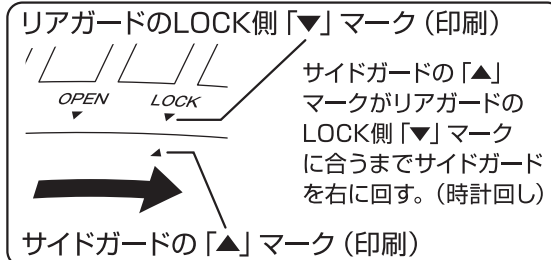 リアガードのLOCK側「▼」マーク（印刷）
OPEN
LOCK
▼
▼
サイドガードの「▲」
マークがリアガードの
LOCK側「▼」マーク
に合うまでサイドガード
を右に回す。（時計回し）
▲
サイドガードの「▲」マーク（印刷）